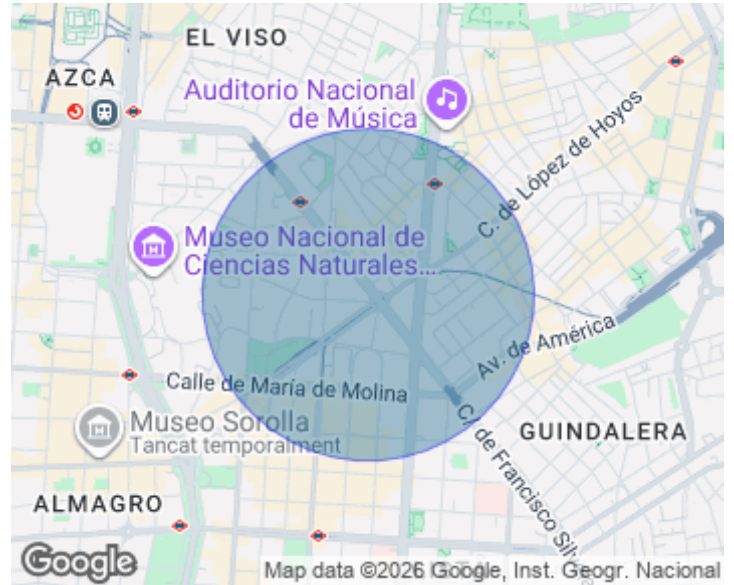 EL VISO
AZCA
Auditorio Nacional
de Música
C. de López de Hoyos
Museo Nacional de
Ciencias Naturales...
Av. de América
Calle de María de Molina
Museo Sorolla
Tancat temporalment
C/ de Francisco
GUINDALERA
ALMAGRO
Google
Map data ©2026 Google, Inst. Geogr. Nacional